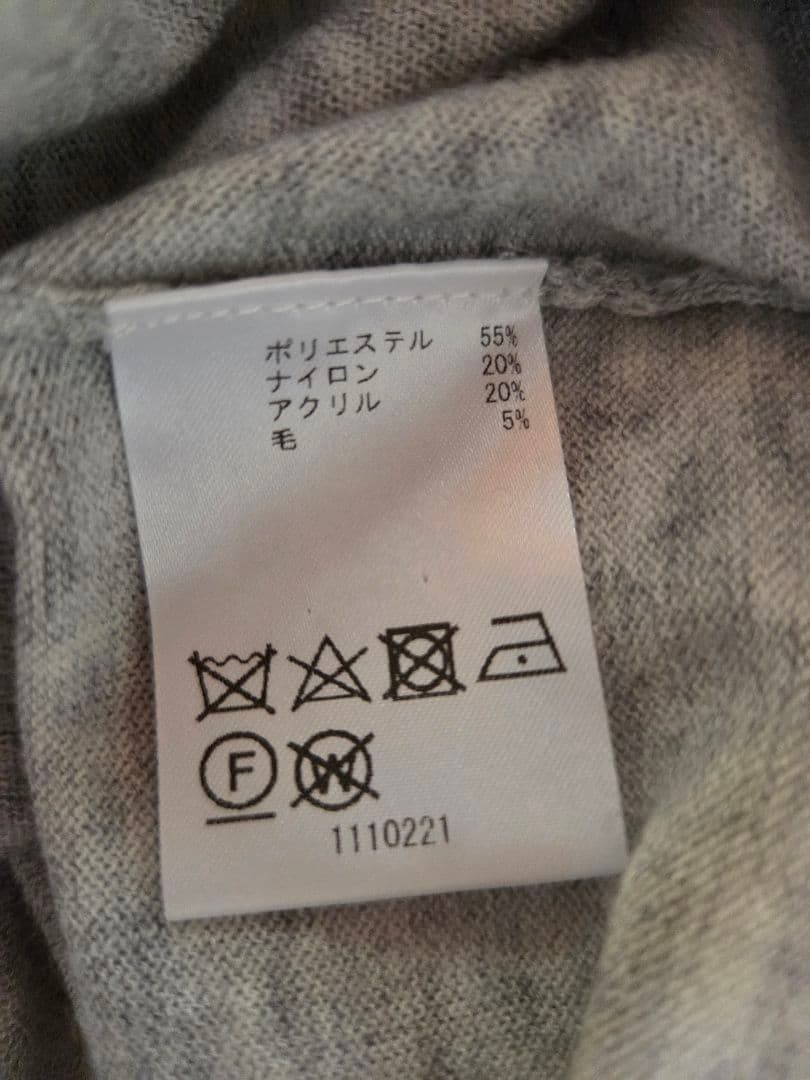 ポリエステル 55%
ナイロン 20%
アクリル 20%
毛 5%
F W
1110221